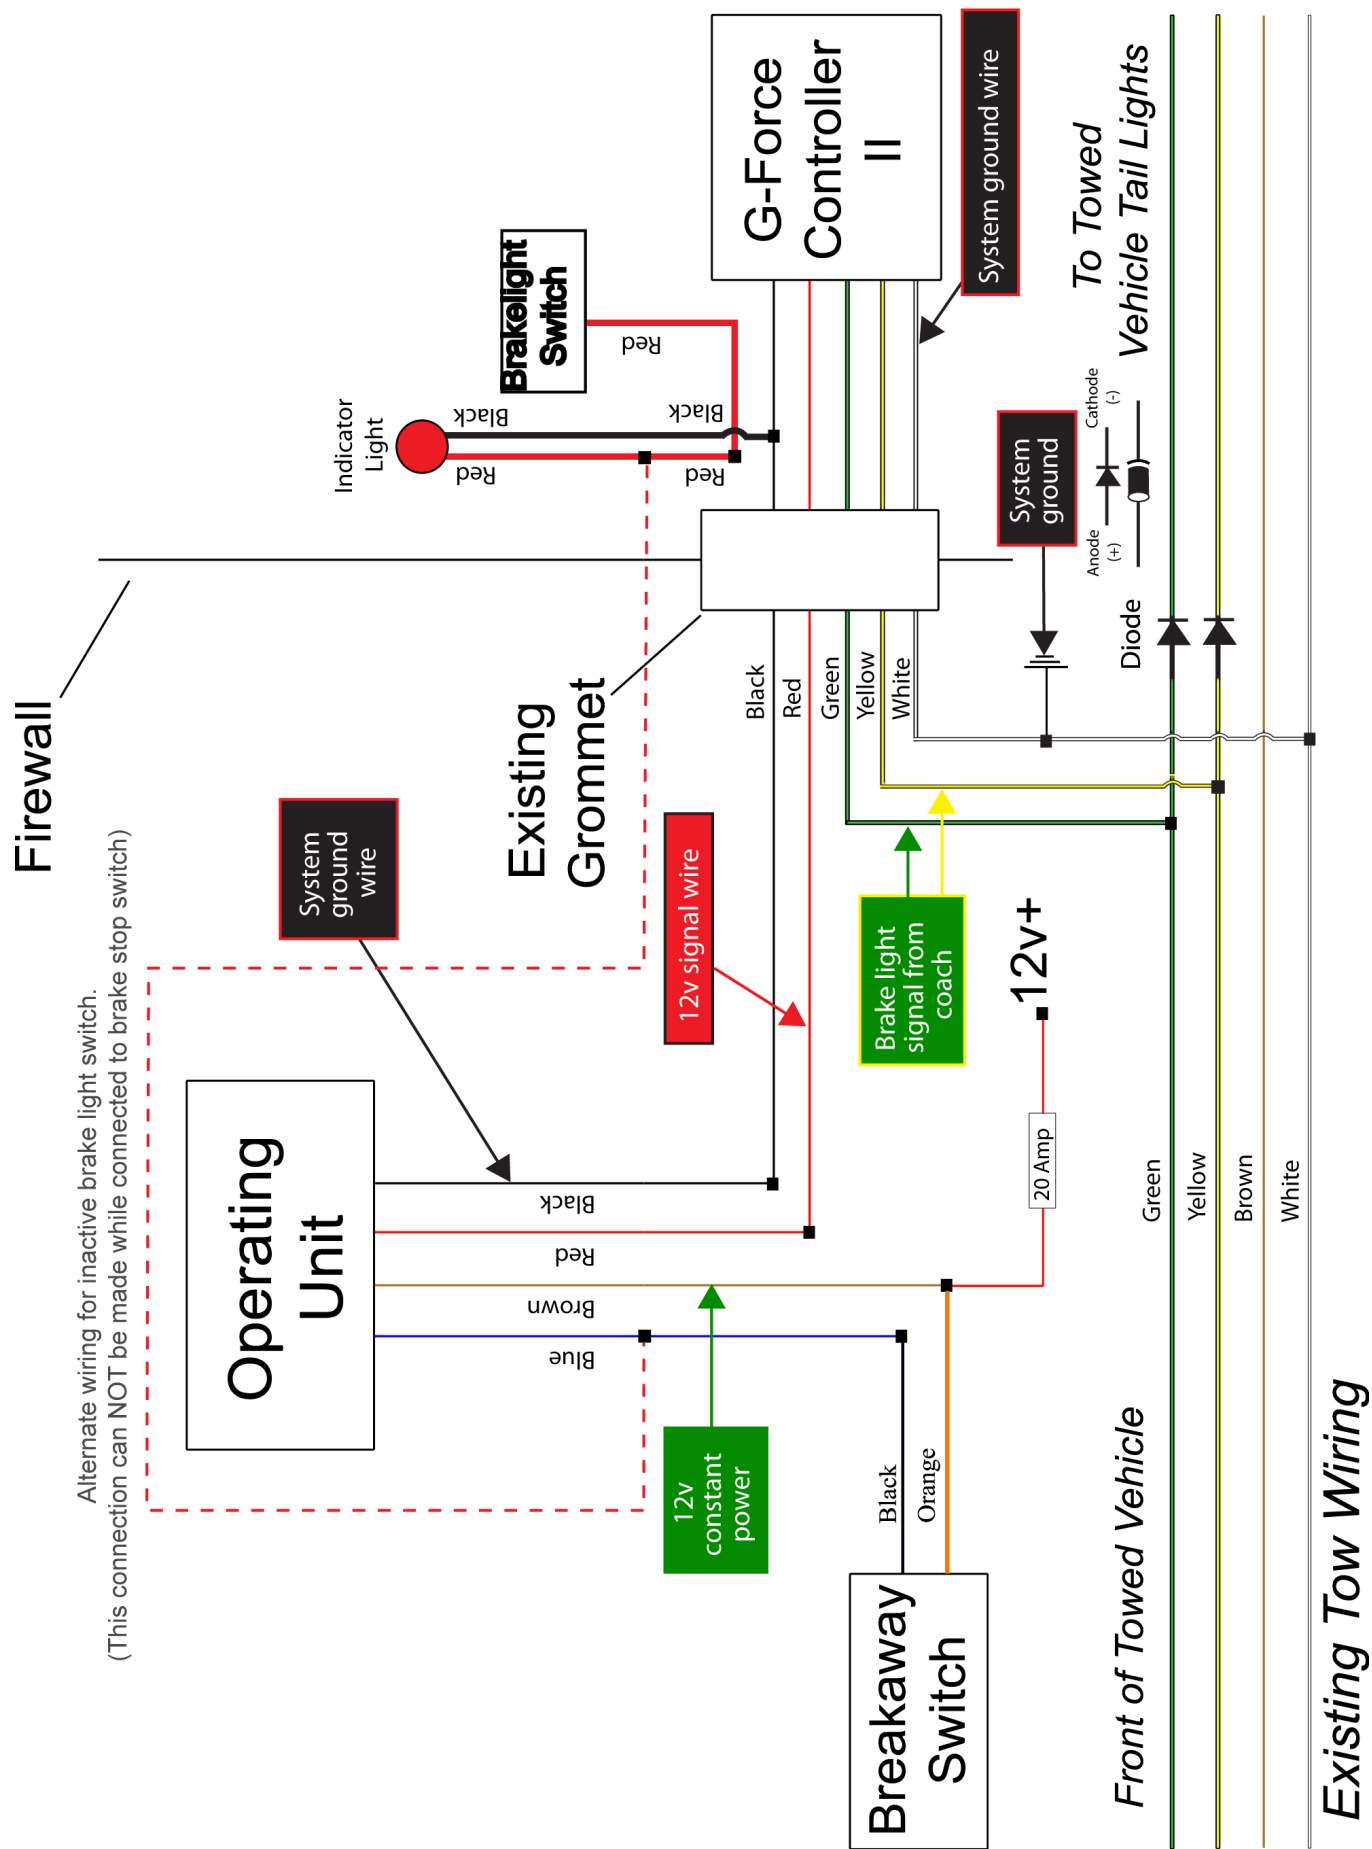 Alternate wiring for inactive brake light switch.
(This connection can NOT be made while connected to brake stop switch)
Firewall
Operating
Unit
System
ground
wire
Existing
Grommet
Indicator
Light
Brakelight
Switch
Red
Black
Red
Black
Red
Blue
Brown
Red
Black
12v
constant
power
12v signal wire
Black
Red
Green
Yellow
White
G-Force
Controller
II
System ground wire
Breakaway
Switch
Black
Orange
Brake light
signal from
coach
12v+
20 Amp
System
ground
Anode
(+)
Cathode
(-)
Diode
To Towed
Vehicle Tail Lights
Front of Towed Vehicle
Green
Yellow
Brown
White
Existing Tow Wiring